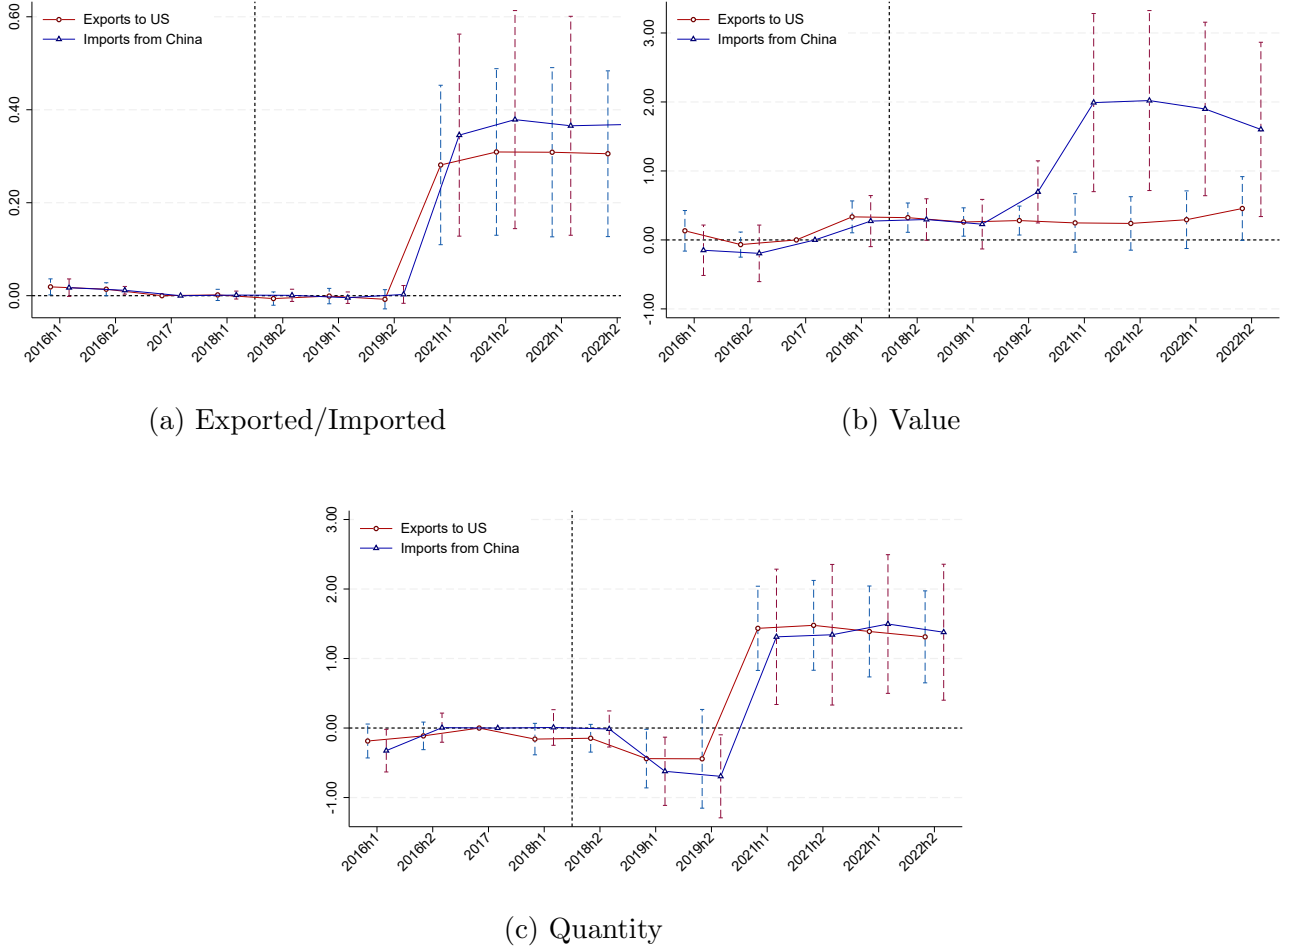 Exports to US
Imports from China
0.60
0.40
0.20
0.00
2016h1 2016h2 2017 2018h1 2018h2 2019h1 2019h2 2021h1 2021h2 2022h1 2022h2
(a) Exported/Imported
Exports to US
Imports from China
3.00
2.00
1.00
0.00
-1.00
2016h1 2016h2 2017 2018h1 2018h2 2019h1 2019h2 2021h1 2021h2 2022h1 2022h2
(b) Value
Exports to US
Imports from China
3.00
2.00
1.00
0.00
-1.00
2016h1 2016h2 2017 2018h1 2018h2 2019h1 2019h2 2021h1 2021h2 2022h1 2022h2
(c) Quantity